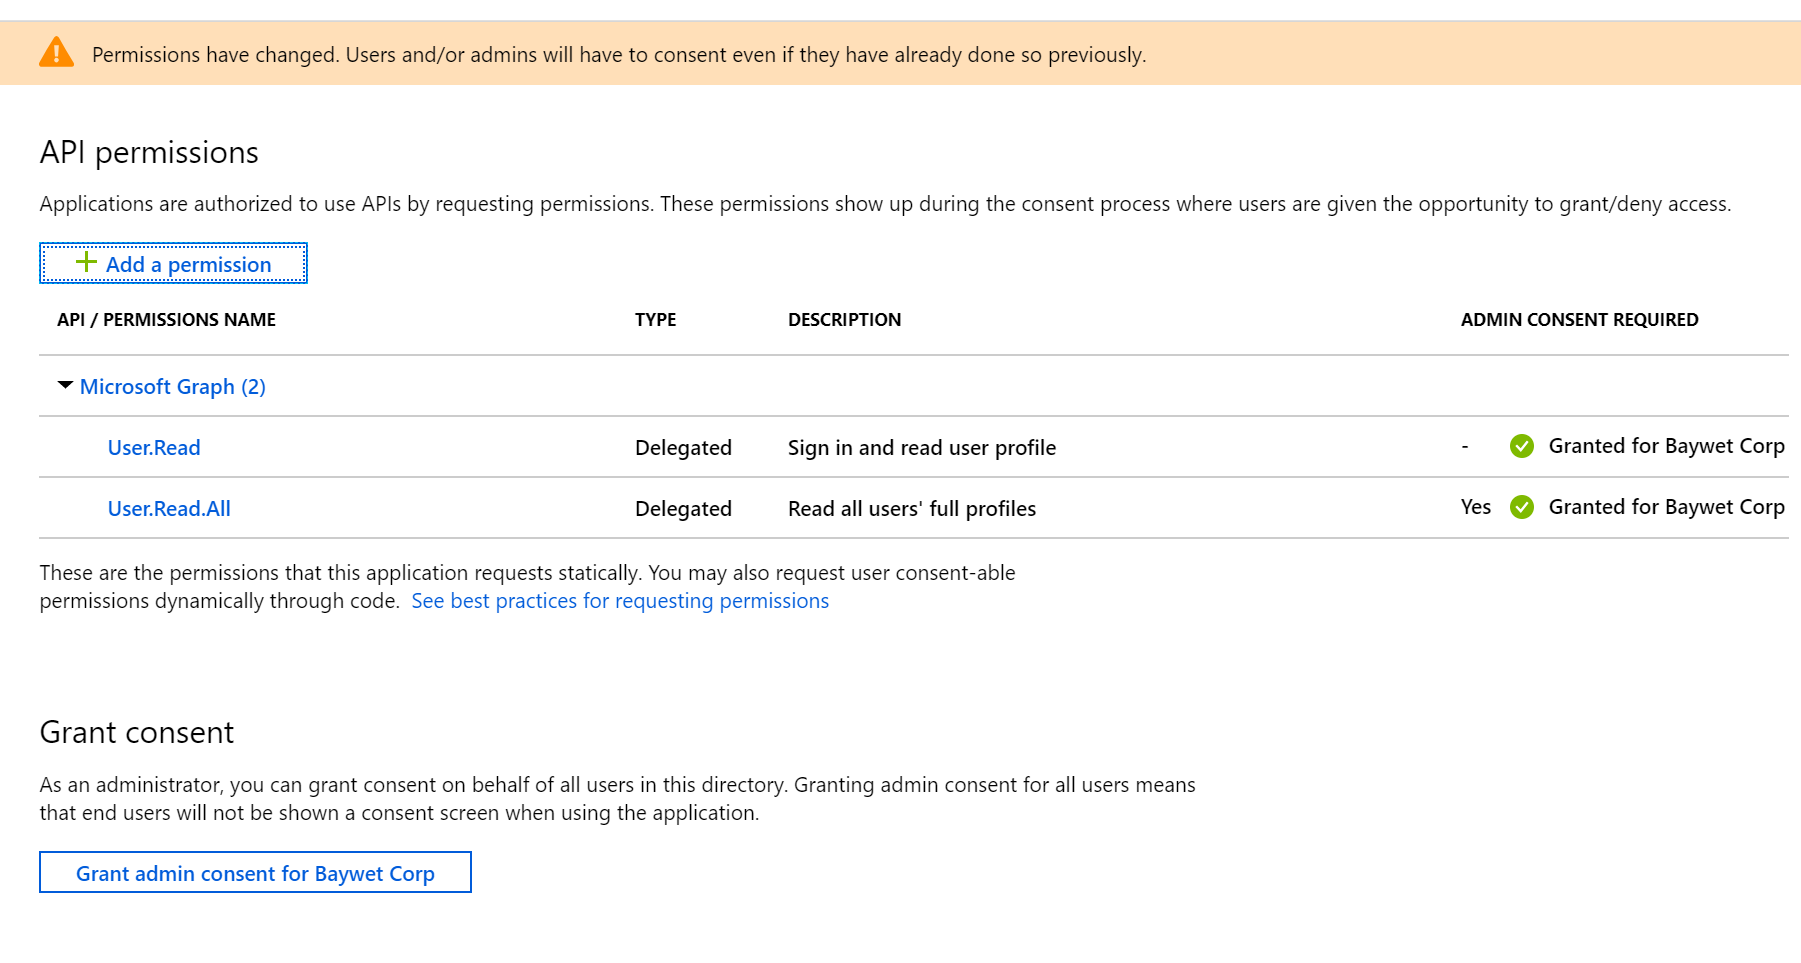 Permissions have changed. Users and/or admins will have to consent even if they have already done so previously.
API permissions
Applications are authorized to use APIs by requesting permissions. These permissions show up during the consent process where users are given the opportunity to grant/deny access.
Add a permission
API / PERMISSIONS NAME TYPE DESCRIPTION ADMIN CONSENT REQUIRED
Microsoft Graph (2)
User.Read Delegated Sign in and read user profile - Granted for Baywet Corp
User.Read.All Delegated Read all users' full profiles Yes Granted for Baywet Corp
These are the permissions that this application requests statically. You may also request user consent-able
permissions dynamically through code. See best practices for requesting permissions
Grant consent
As an administrator, you can grant consent on behalf of all users in this directory. Granting admin consent for all users means
that end users will not be shown a consent screen when using the application.
Grant admin consent for Baywet Corp